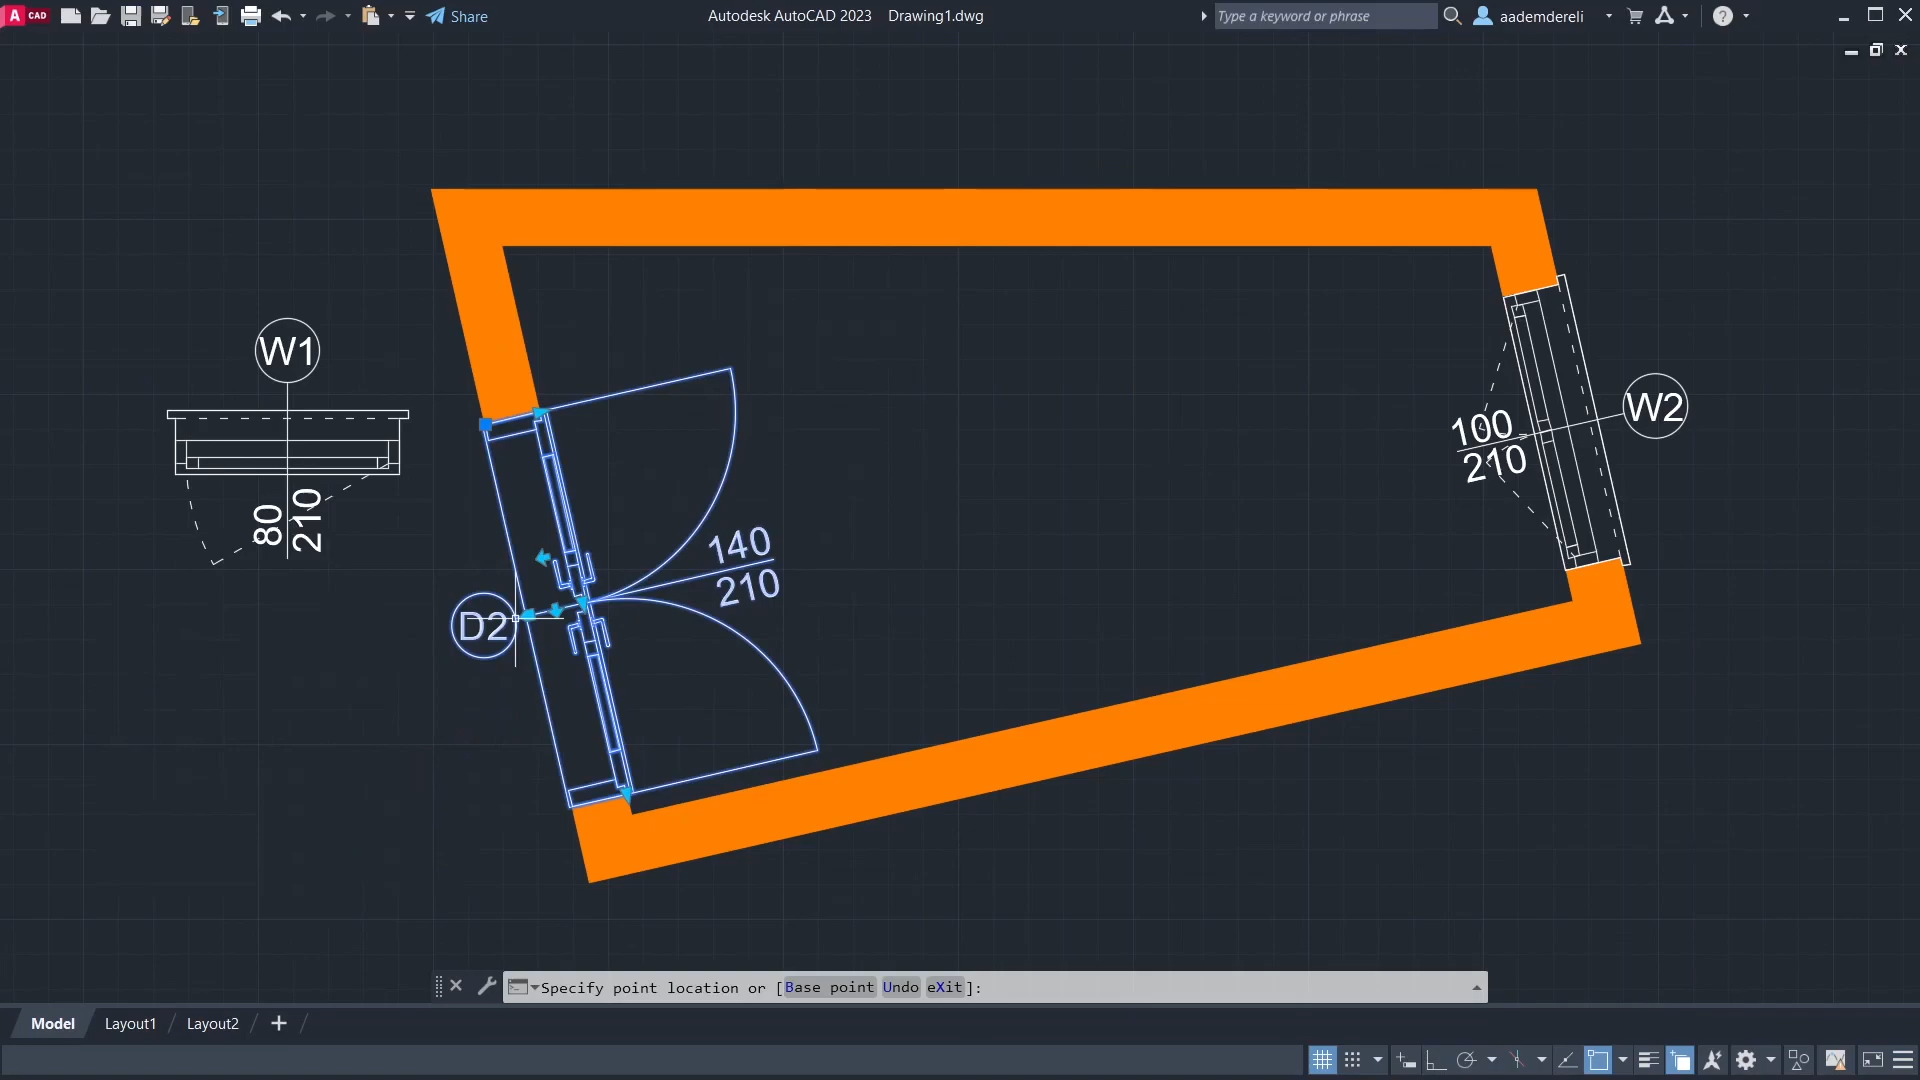 A CAD
Share
Autodesk AutoCAD 2023 Drawing1.dwg
Type a keyword or phrase
aademdereli
?
W1
80
210
W2
100
210
140
210
D2
Specify point location or [Base point Undo eXit]:
Model
Layout1
Layout2
+